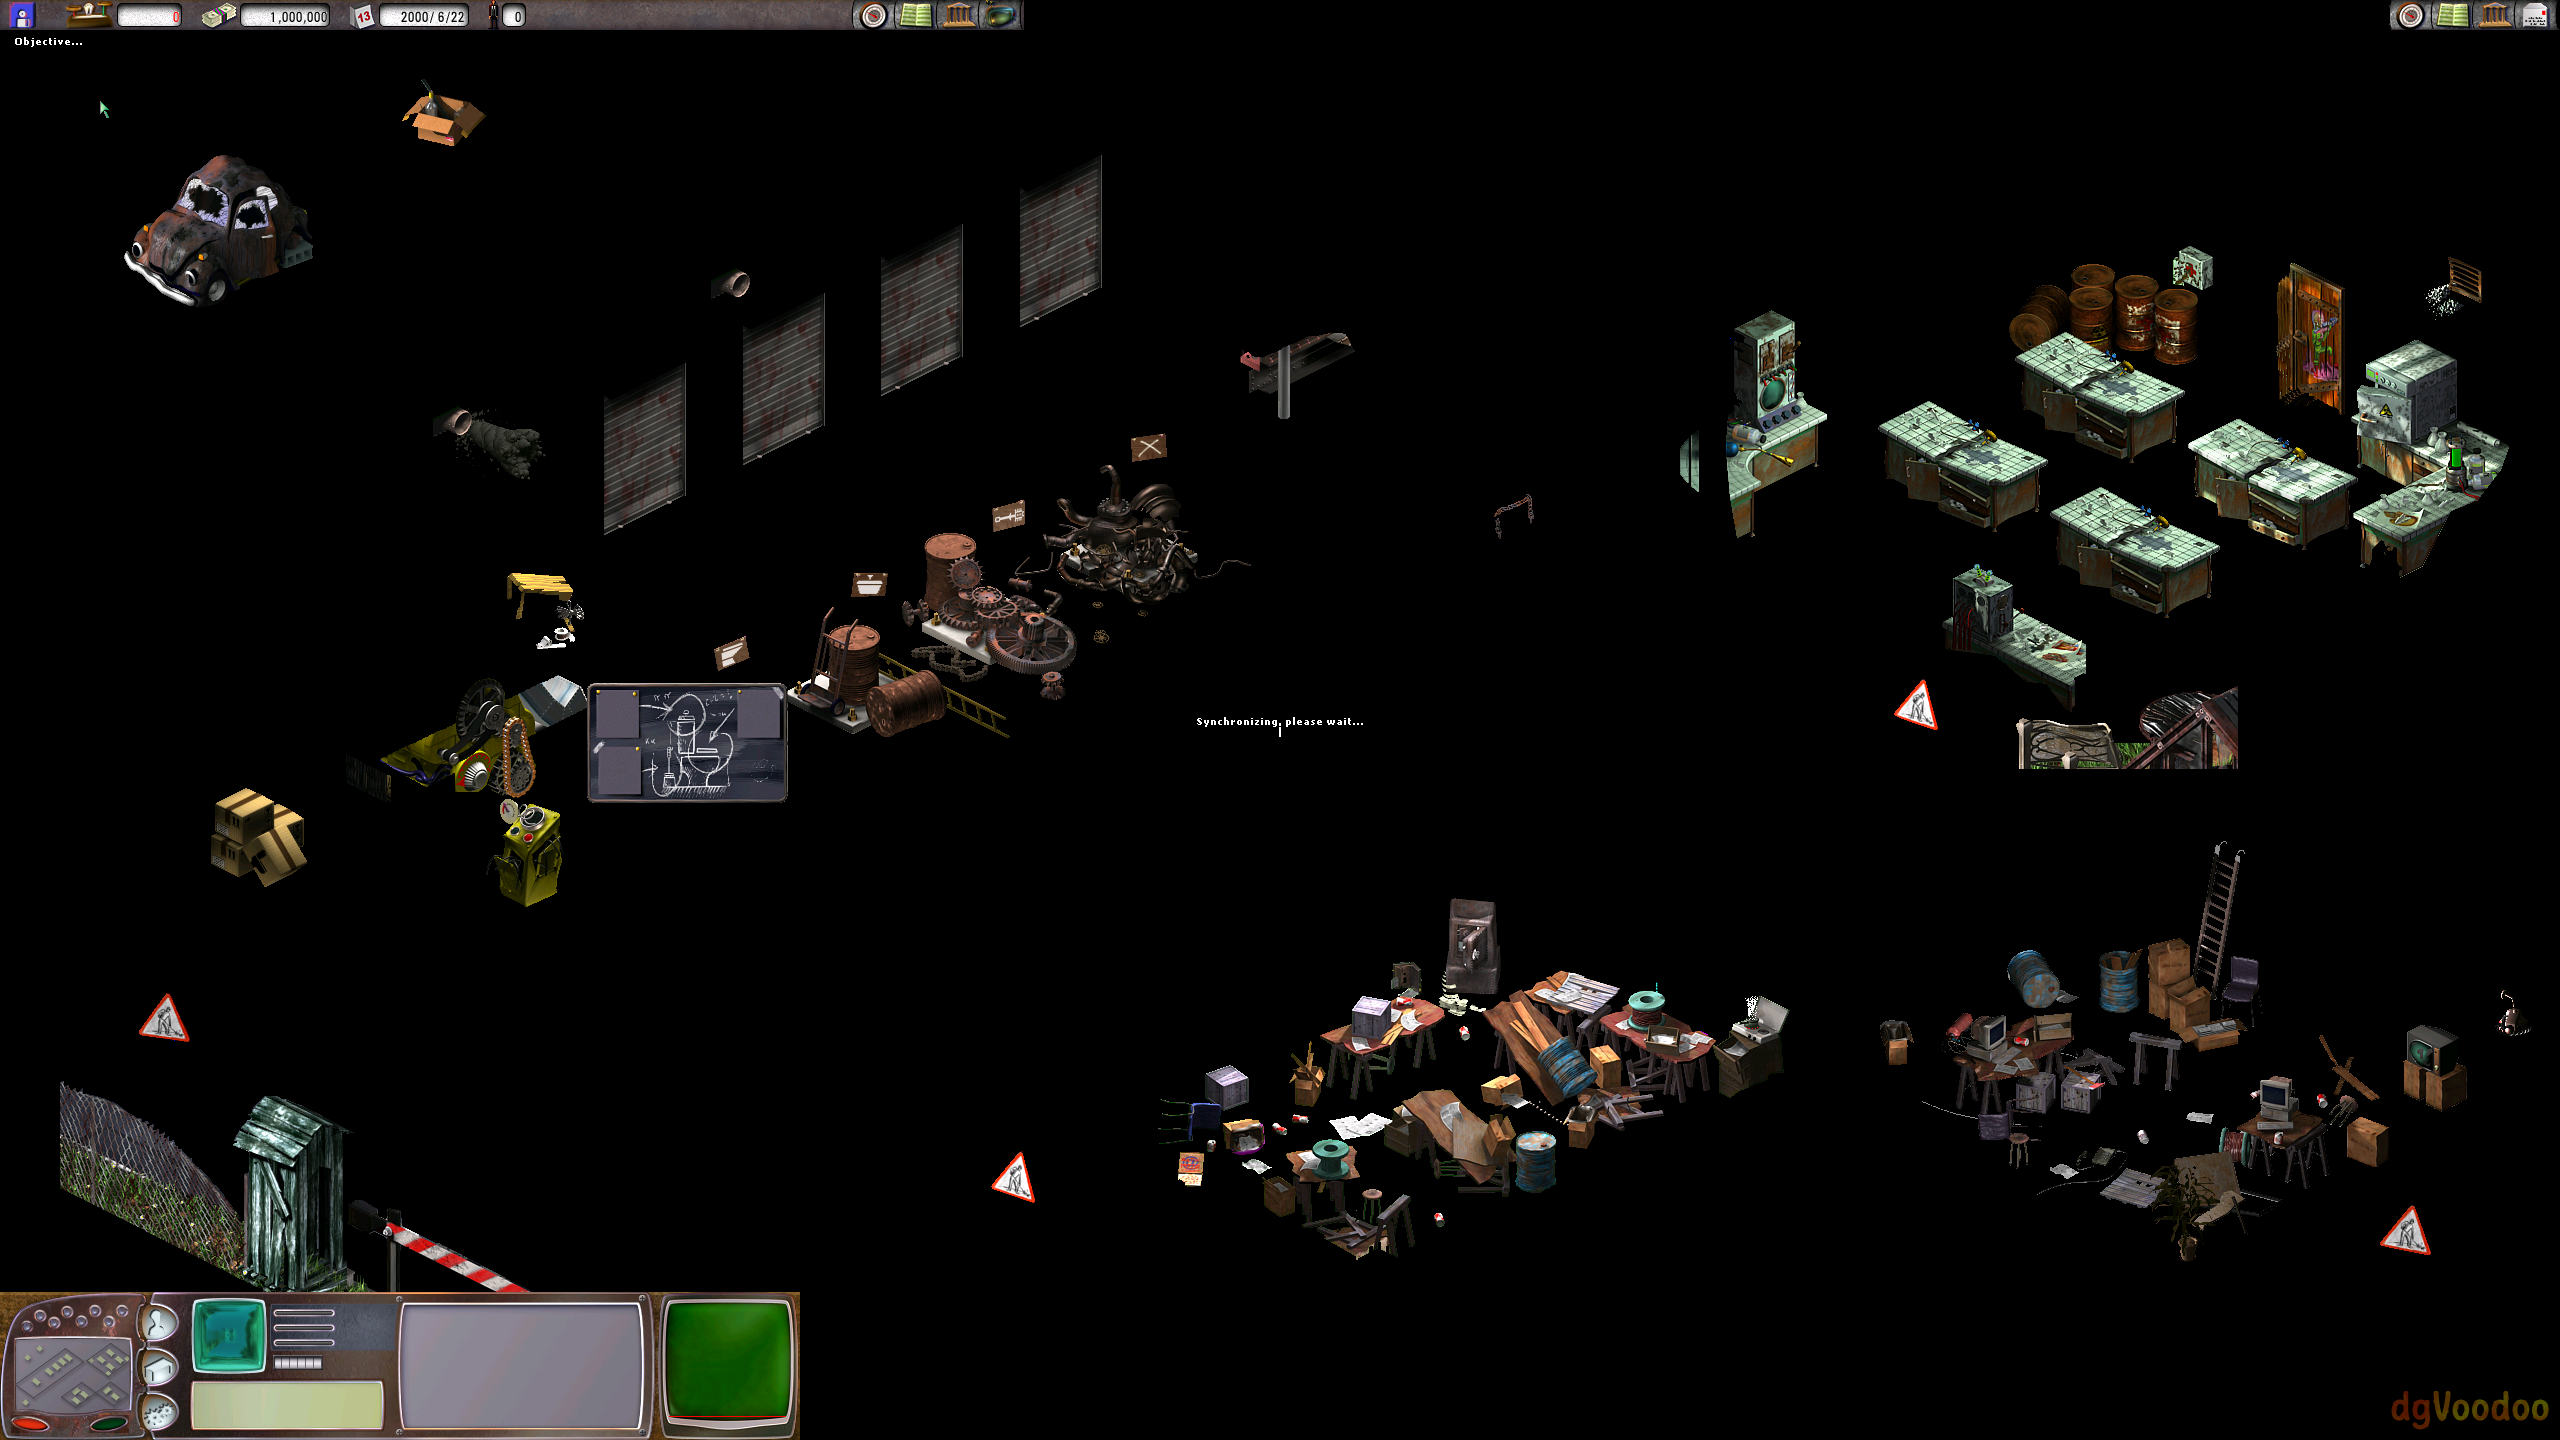 0
1,000,000
13
2000/ 6/22
0
Objective...
Synchronizing, please wait...
dgVoodoo